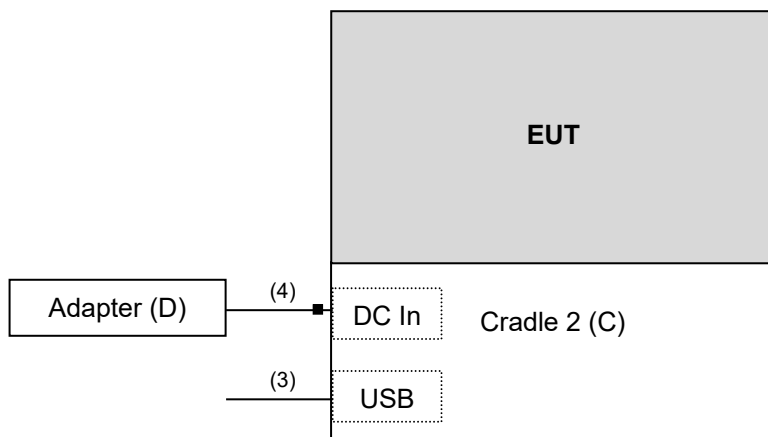 EUT
(4)
Adapter (D)
DC In
Cradle 2 (C)
(3)
USB